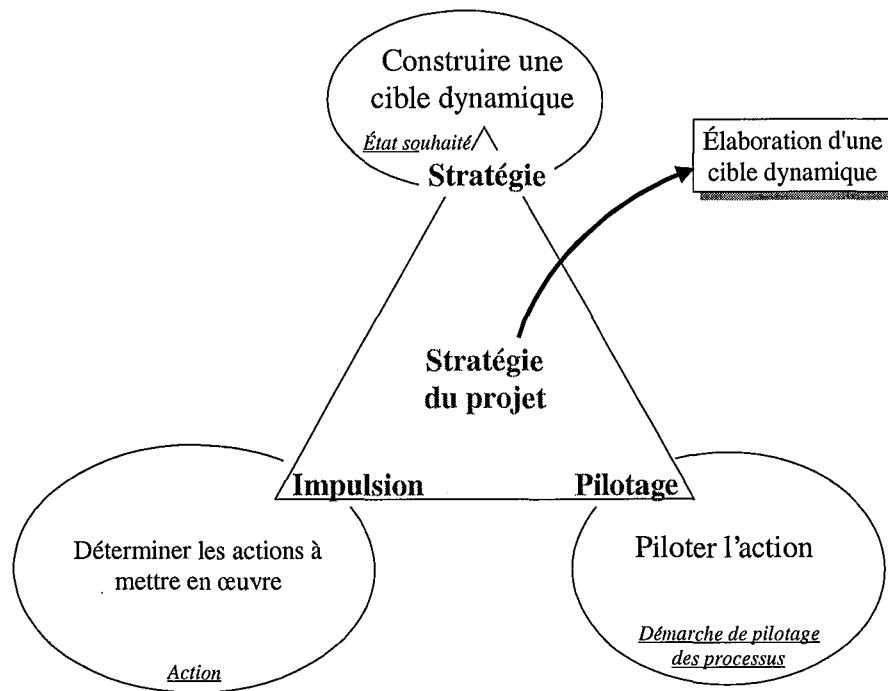 Construire une
cible dynamique
État souhaité
Stratégie
Élaboration d'une
cible dynamique
Stratégie
du projet
Impulsion
Pilotage
Déterminer les actions à
mettre en œuvre
Action
Piloter l'action
Démarche de pilotage
des processus